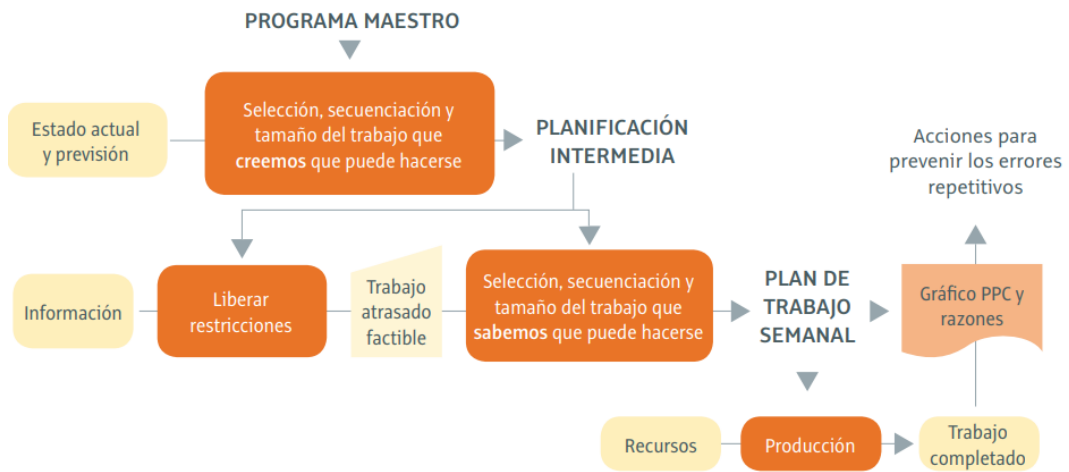 PROGRAMA MAESTRO
Estado actual
y previsión
Selección, secuenciación y
tamaño del trabajo que
creemos que puede hacerse
PLANIFICACIÓN
INTERMEDIA
Acciones para
prevenir los errores
repetitivos
Información
Liberar
restricciones
Trabajo
atrasado
factible
Selección, secuenciación y
tamaño del trabajo que
sabemos que puede hacerse
PLAN DE
TRABAJO
SEMANAL
Gráfico PPC y
razones
Recursos
Producción
Trabajo
completado